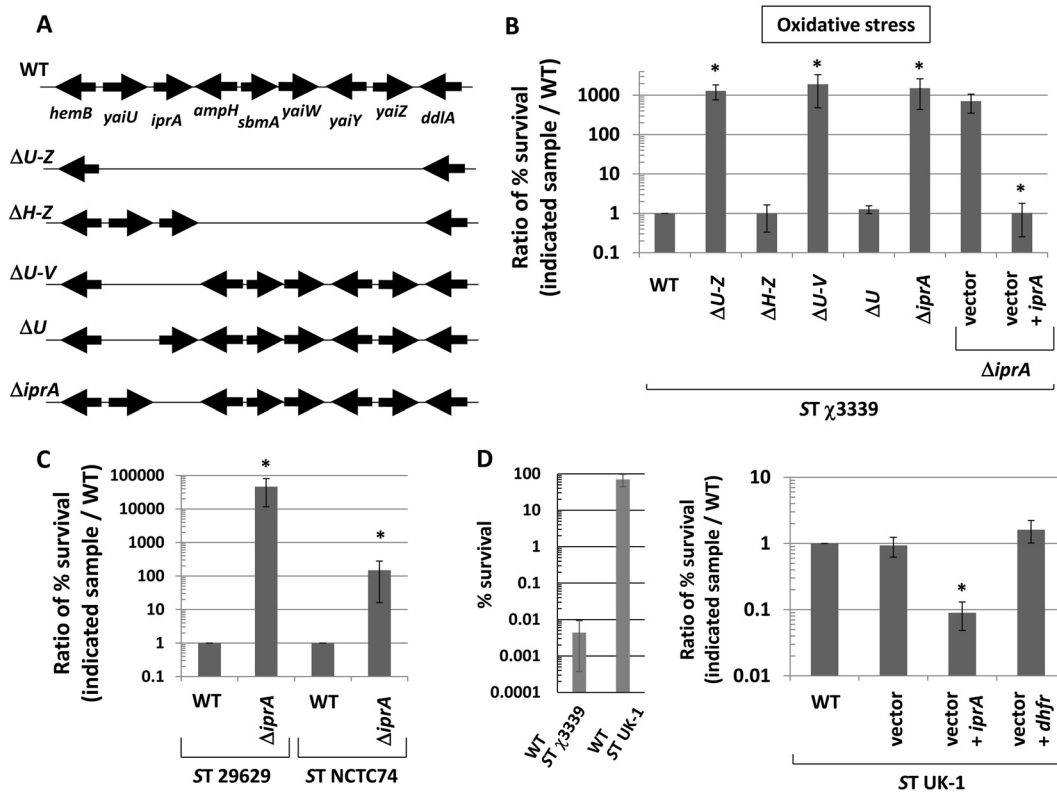 A
WT
hemB yaiU iprA ampH sbmA yaiW yaiY yaiZ ddlA
ΔU-Z
ΔH-Z
ΔU-V
ΔU
ΔiprA
B
Oxidative stress
Ratio of % survival
(indicated sample / WT)
1000
100
10
1
0.1
* * * *
WT ΔU-Z ΔH-Z ΔU-V ΔU ΔiprA vector vector
+ iprA
ΔiprA
ST χ3339
C
Ratio of % survival
(indicated sample / WT)
100000
10000
1000
100
10
1
0.1
* *
WT ΔiprA WT ΔiprA
ST 29629 ST NCTC74
D
% survival
100
10
1
0.1
0.01
0.001
0.0001
WT
ST χ3339
WT
ST UK-1
Ratio of % survival
(indicated sample / WT)
10
1
0.1
0.01
*
WT vector vector
+ iprA
vector
+ dhfr
ST UK-1